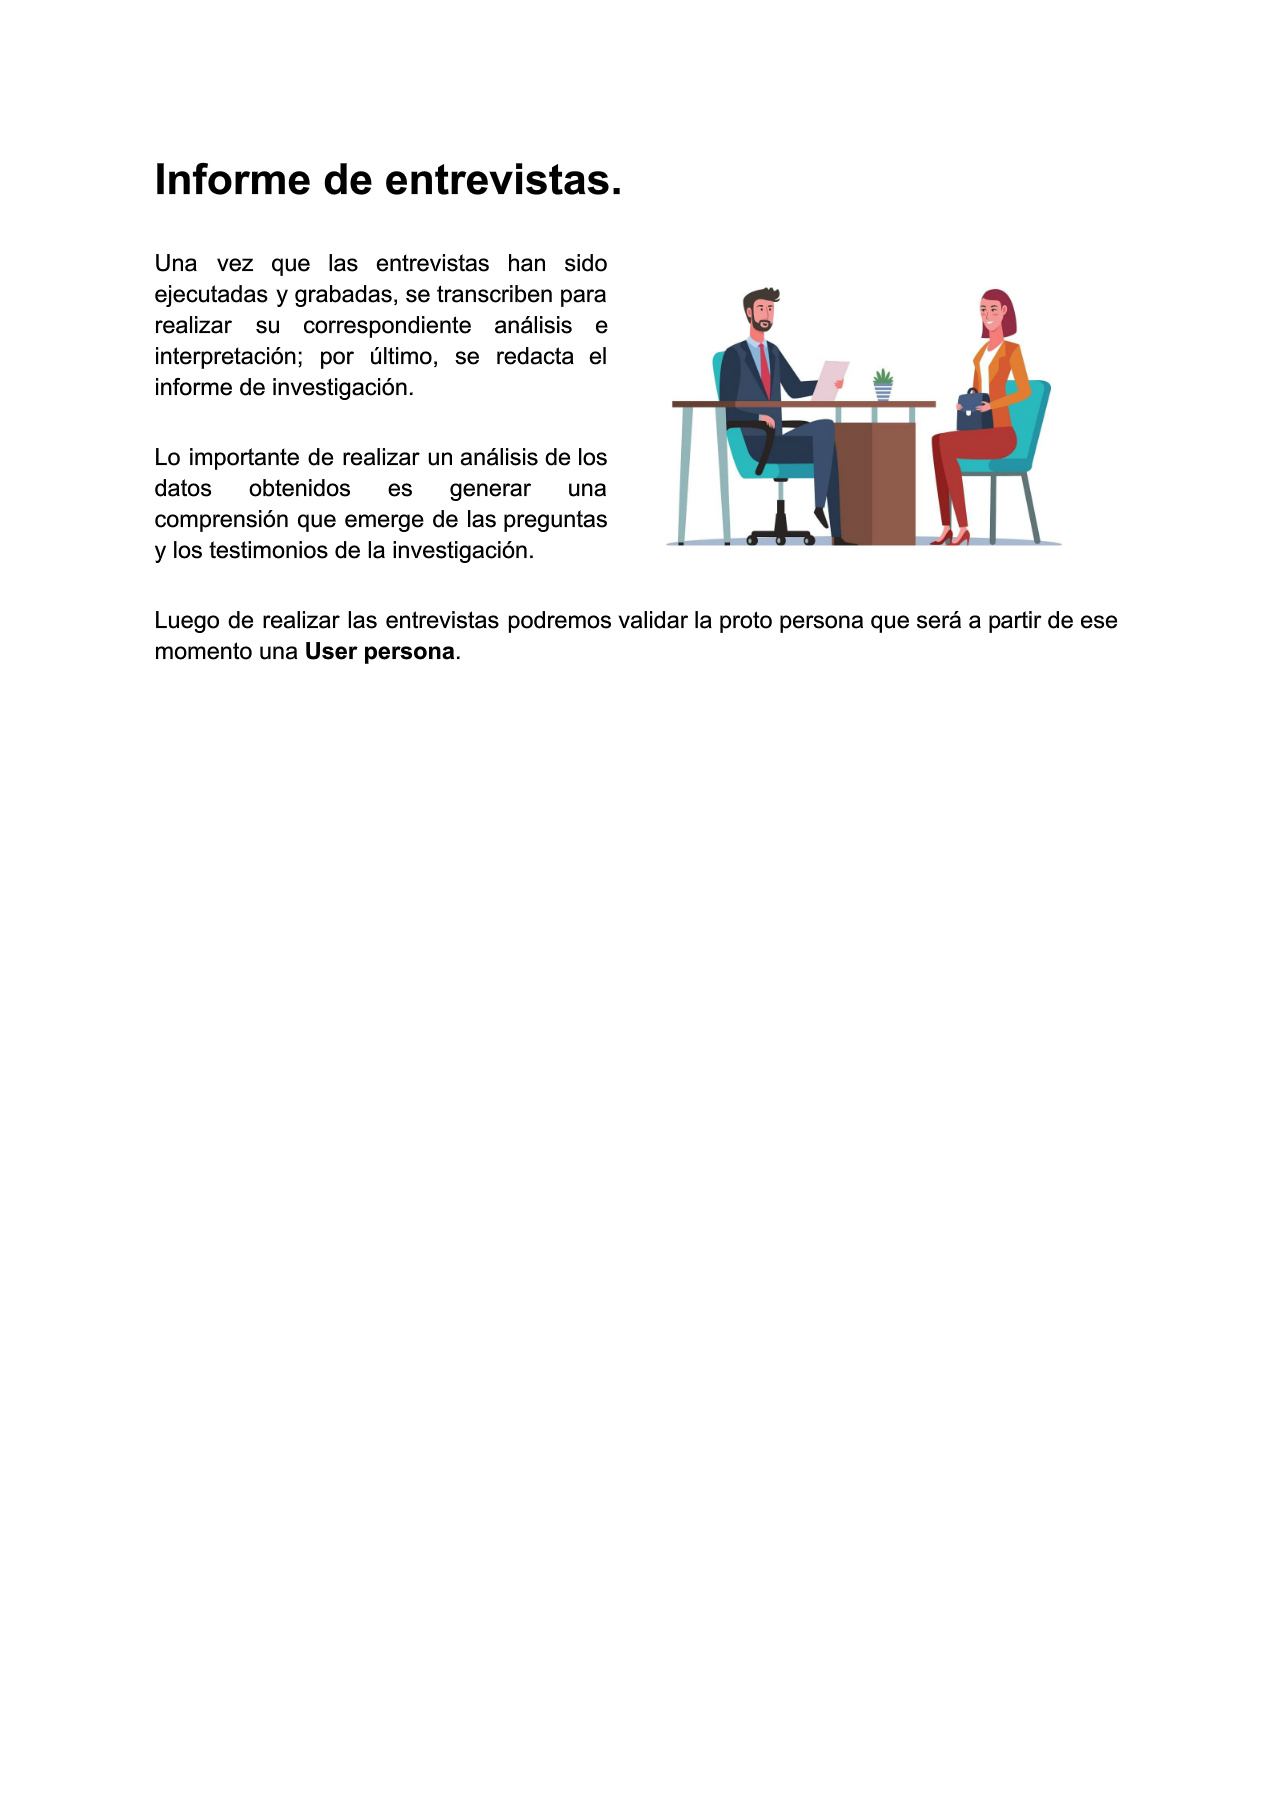 Informe de entrevistas.
Una vez que las entrevistas han sido
ejecutadas y grabadas, se transcriben para
realizar su correspondiente análisis e
interpretación; por último, se redacta el
informe de investigación.
Lo importante de realizar un análisis de los
datos obtenidos es generar una
comprensión que emerge de las preguntas
y los testimonios de la investigación.
Luego de realizar las entrevistas podremos validar la proto persona que será a partir de ese
momento una User persona.